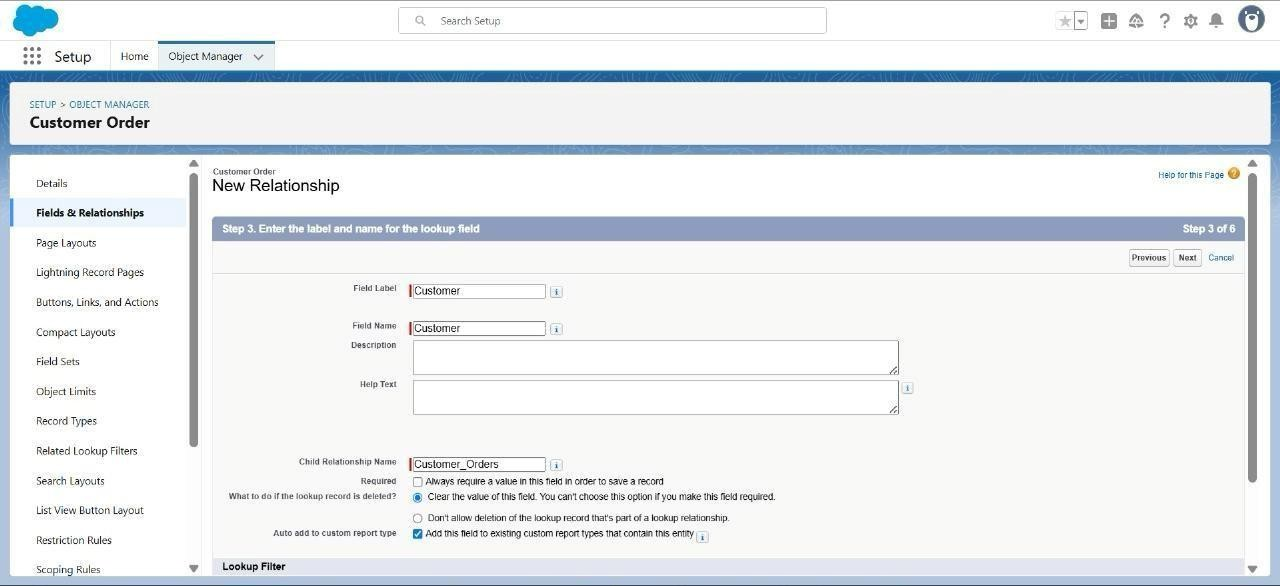 Search Setup
Setup
Home
Object Manager
SETUP > OBJECT MANAGER
Customer Order
Details
Fields & Relationships
Page Layouts
Lightning Record Pages
Buttons, Links, and Actions
Compact Layouts
Field Sets
Object Limits
Record Types
Related Lookup Filters
Search Layouts
List View Button Layout
Restriction Rules
Scoping Rules
Customer Order
New Relationship
Help for this Page ?
Step 3. Enter the label and name for the lookup field Step 3 of 6
Previous Next Cancel
Field Label Customer i
Field Name Customer i
Description
Help Text i
Child Relationship Name Customer_Orders i
Required Always require a value in this field in order to save a record
What to do if the lookup record is deleted? Clear the value of this field. You can't choose this option if you make this field required.
Don't allow deletion of the lookup record that's part of a lookup relationship.
Auto add to custom report type Add this field to existing custom report types that contain this entity i
Lookup Filter